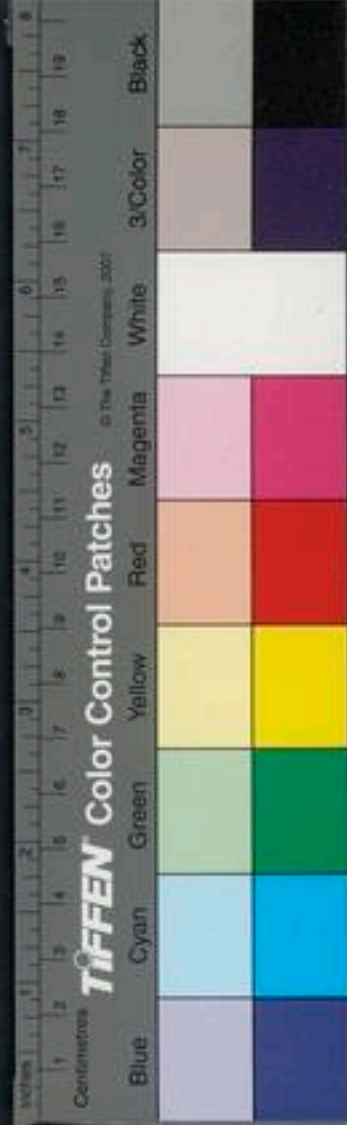 Inches 1 2 3 4 5 6 7 8
Centimetres 1 2 3 4 5 6 7 8 9 10 11 12 13 14 15 16 17 18 19
TIFFEN Color Control Patches © The Tiffen Company, 2007
Blue Cyan Green Yellow Red Magenta White 3/Color Black